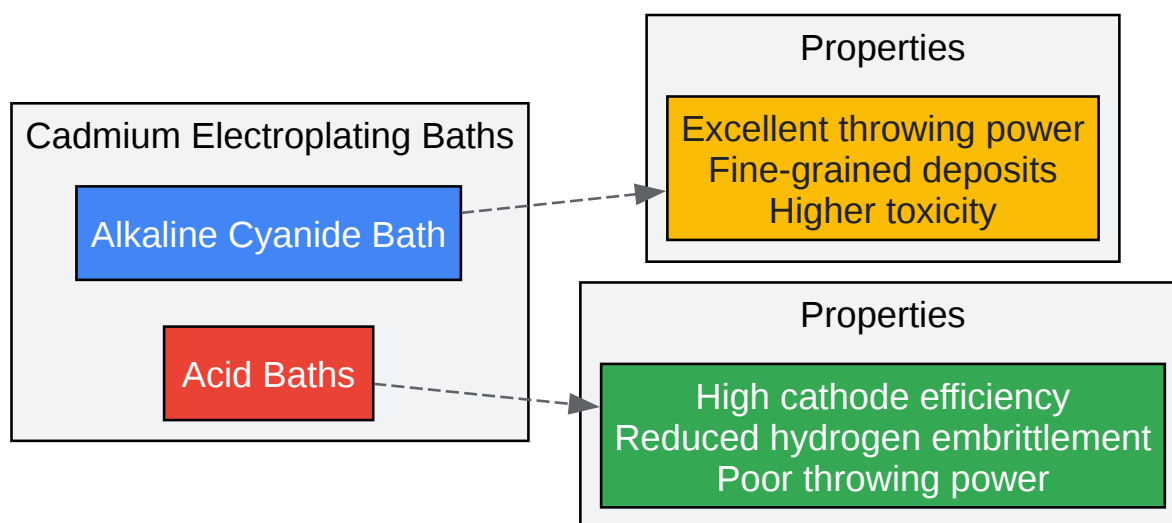 Cadmium Electroplating Baths
Alkaline Cyanide Bath
Acid Baths
Properties
Excellent throwing power
Fine-grained deposits
Higher toxicity
Properties
High cathode efficiency
Reduced hydrogen embrittlement
Poor throwing power